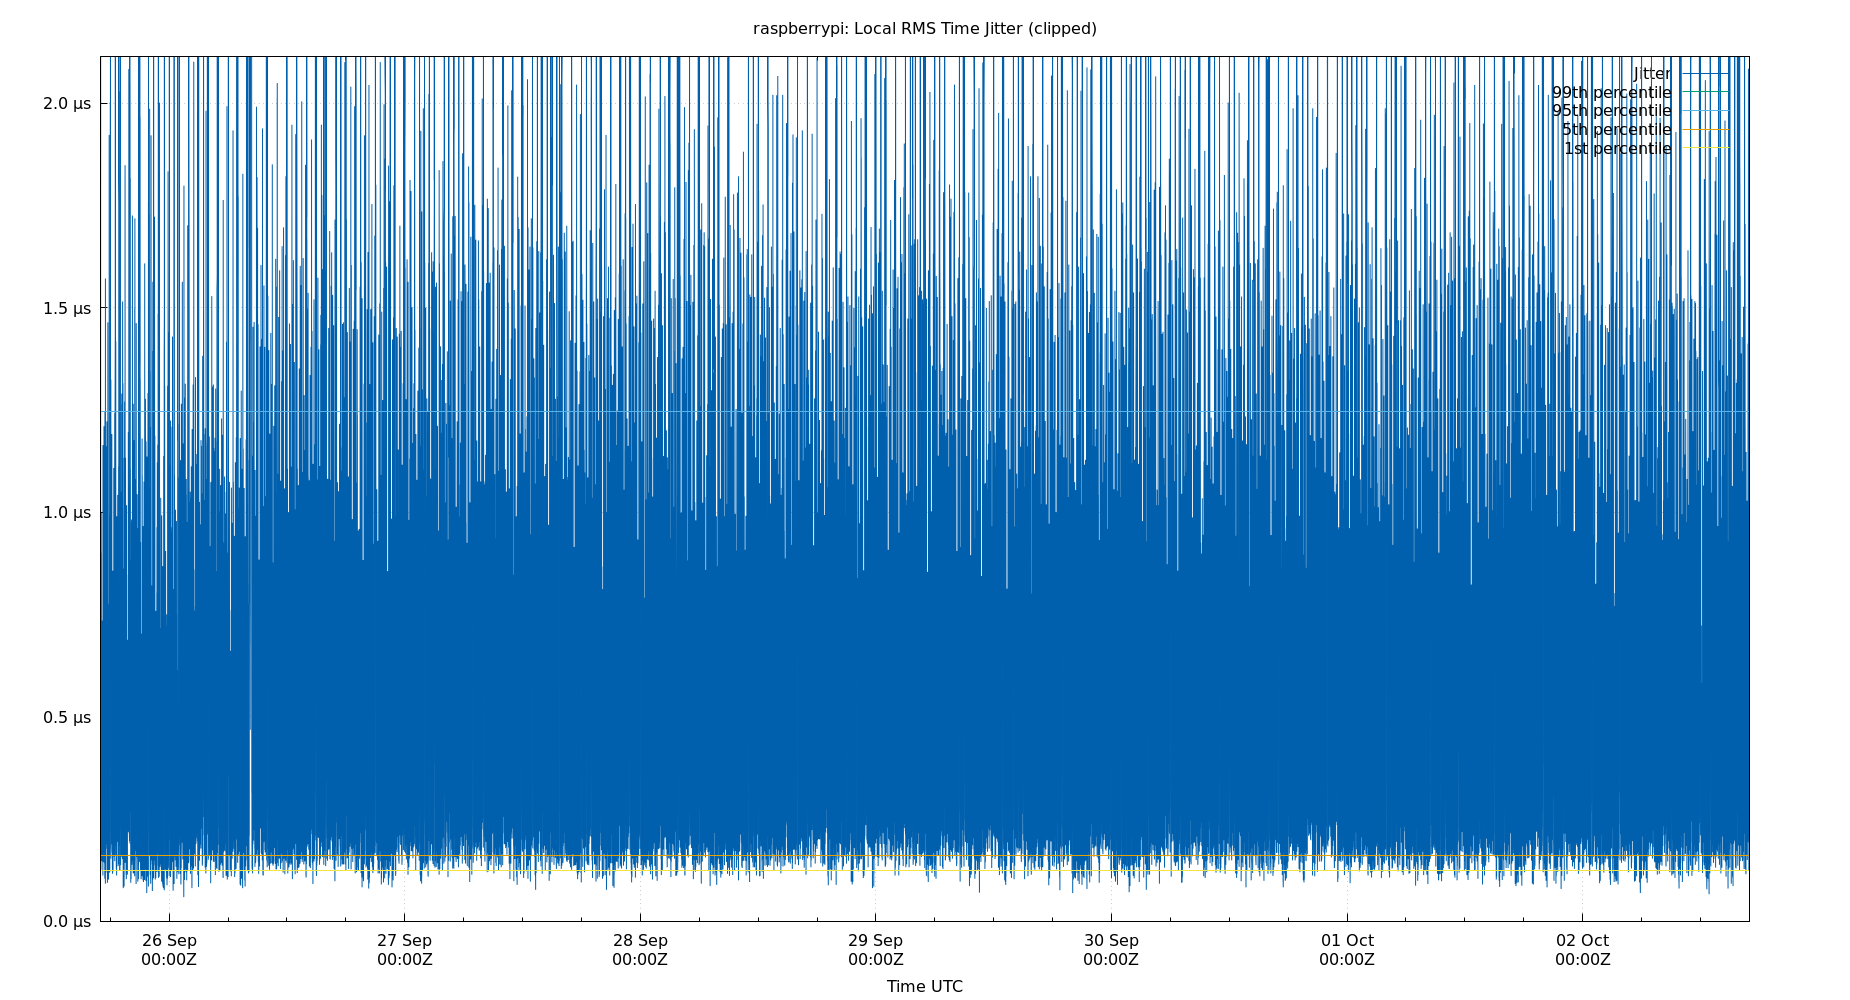 raspberrypi: Local RMS Time Jitter (clipped)
Jitter
99th percentile
95th percentile
5th percentile
1st percentile
2.0 µs
1.5 µs
1.0 µs
0.5 µs
0.0 µs
26 Sep 27 Sep 28 Sep 29 Sep 30 Sep 01 Oct 02 Oct
00:00Z 00:00Z 00:00Z 00:00Z 00:00Z 00:00Z 00:00Z
Time UTC